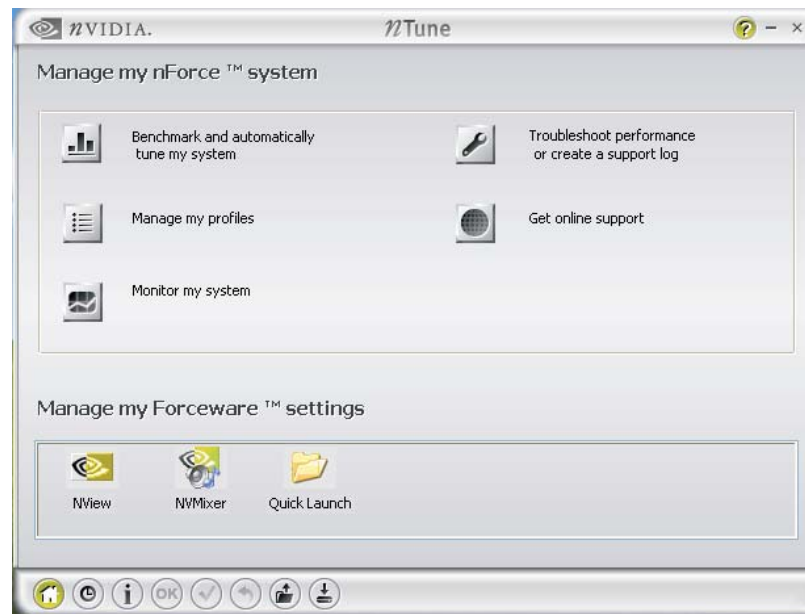 nVIDIA.
nTune
Manage my nForce ™ system
Benchmark and automatically
tune my system
Troubleshoot performance
or create a support log
Manage my profiles
Get online support
Monitor my system
Manage my Forceware ™ settings
NView
NVMixer
Quick Launch
OK